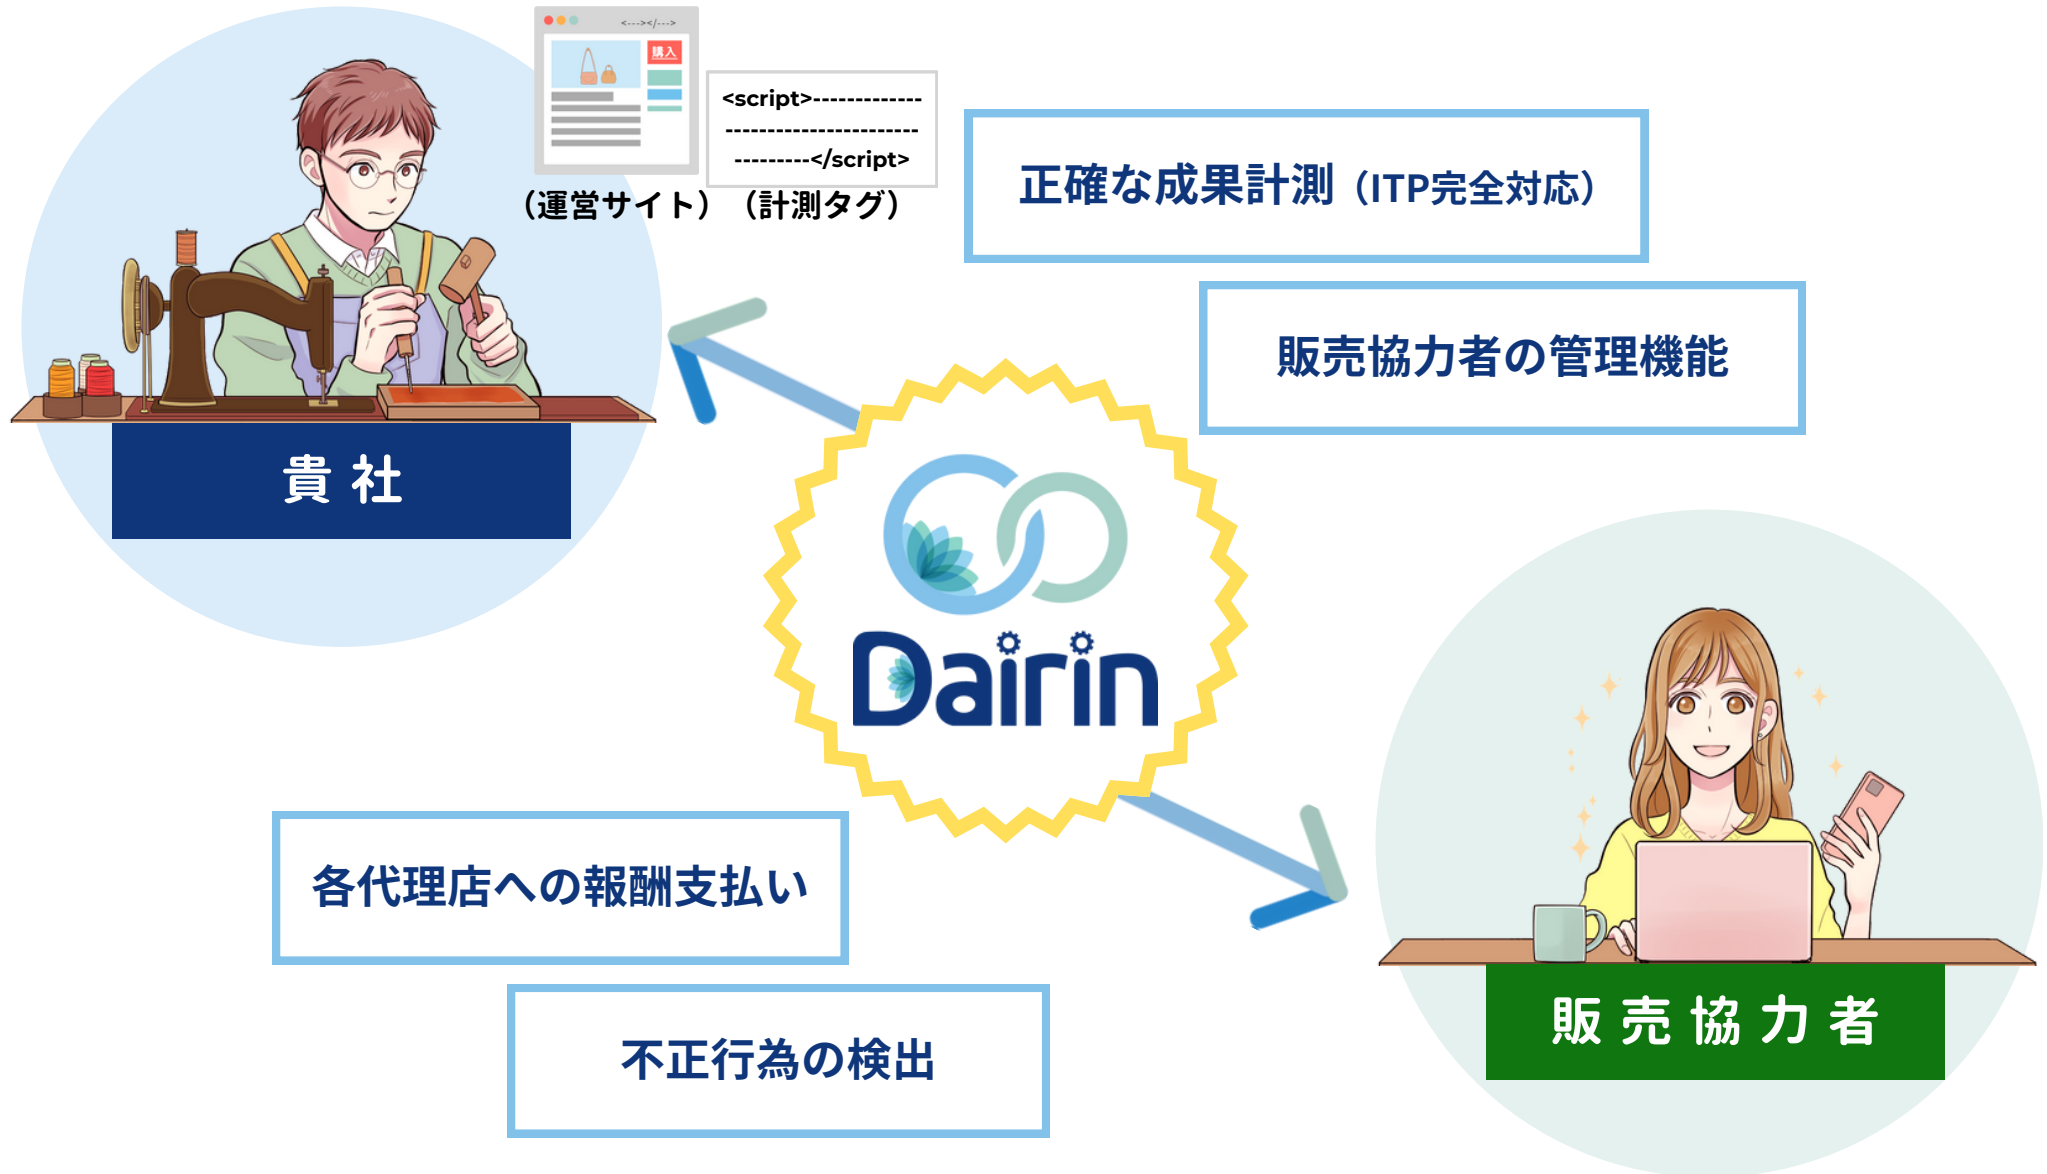 <---></--->
購入
<script>-------------
-----------------------
---------</script>
（運営サイト）（計測タグ）
正確な成果計測（ITP完全対応）
販売協力者の管理機能
貴社
Dairin
各代理店への報酬支払い
不正行為の検出
販売協力者